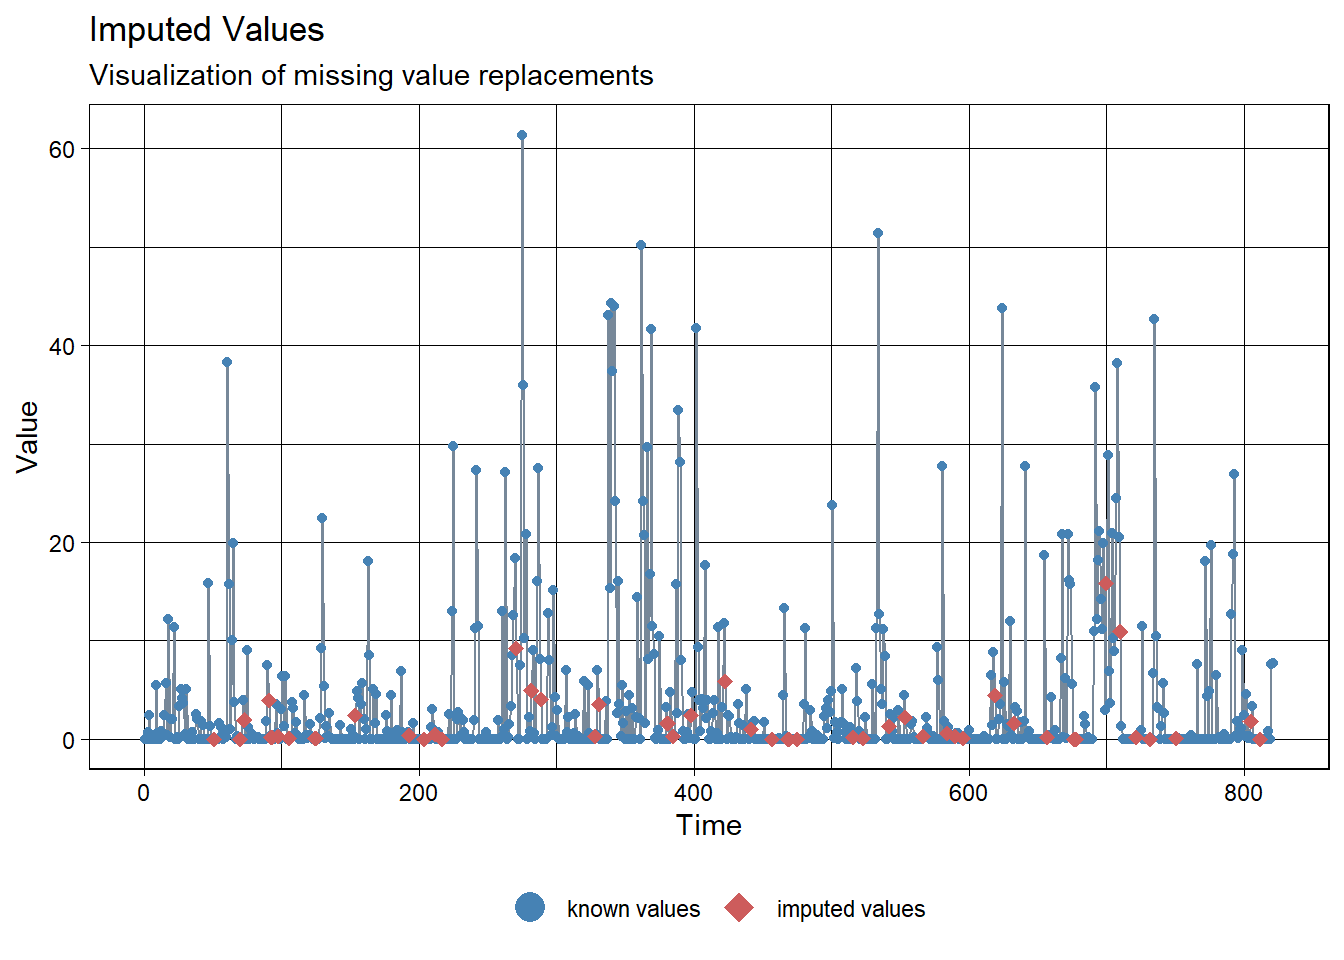 Imputed Values
Visualization of missing value replacements
60
40
20
0
Value
0 200 400 600 800
Time
known values imputed values